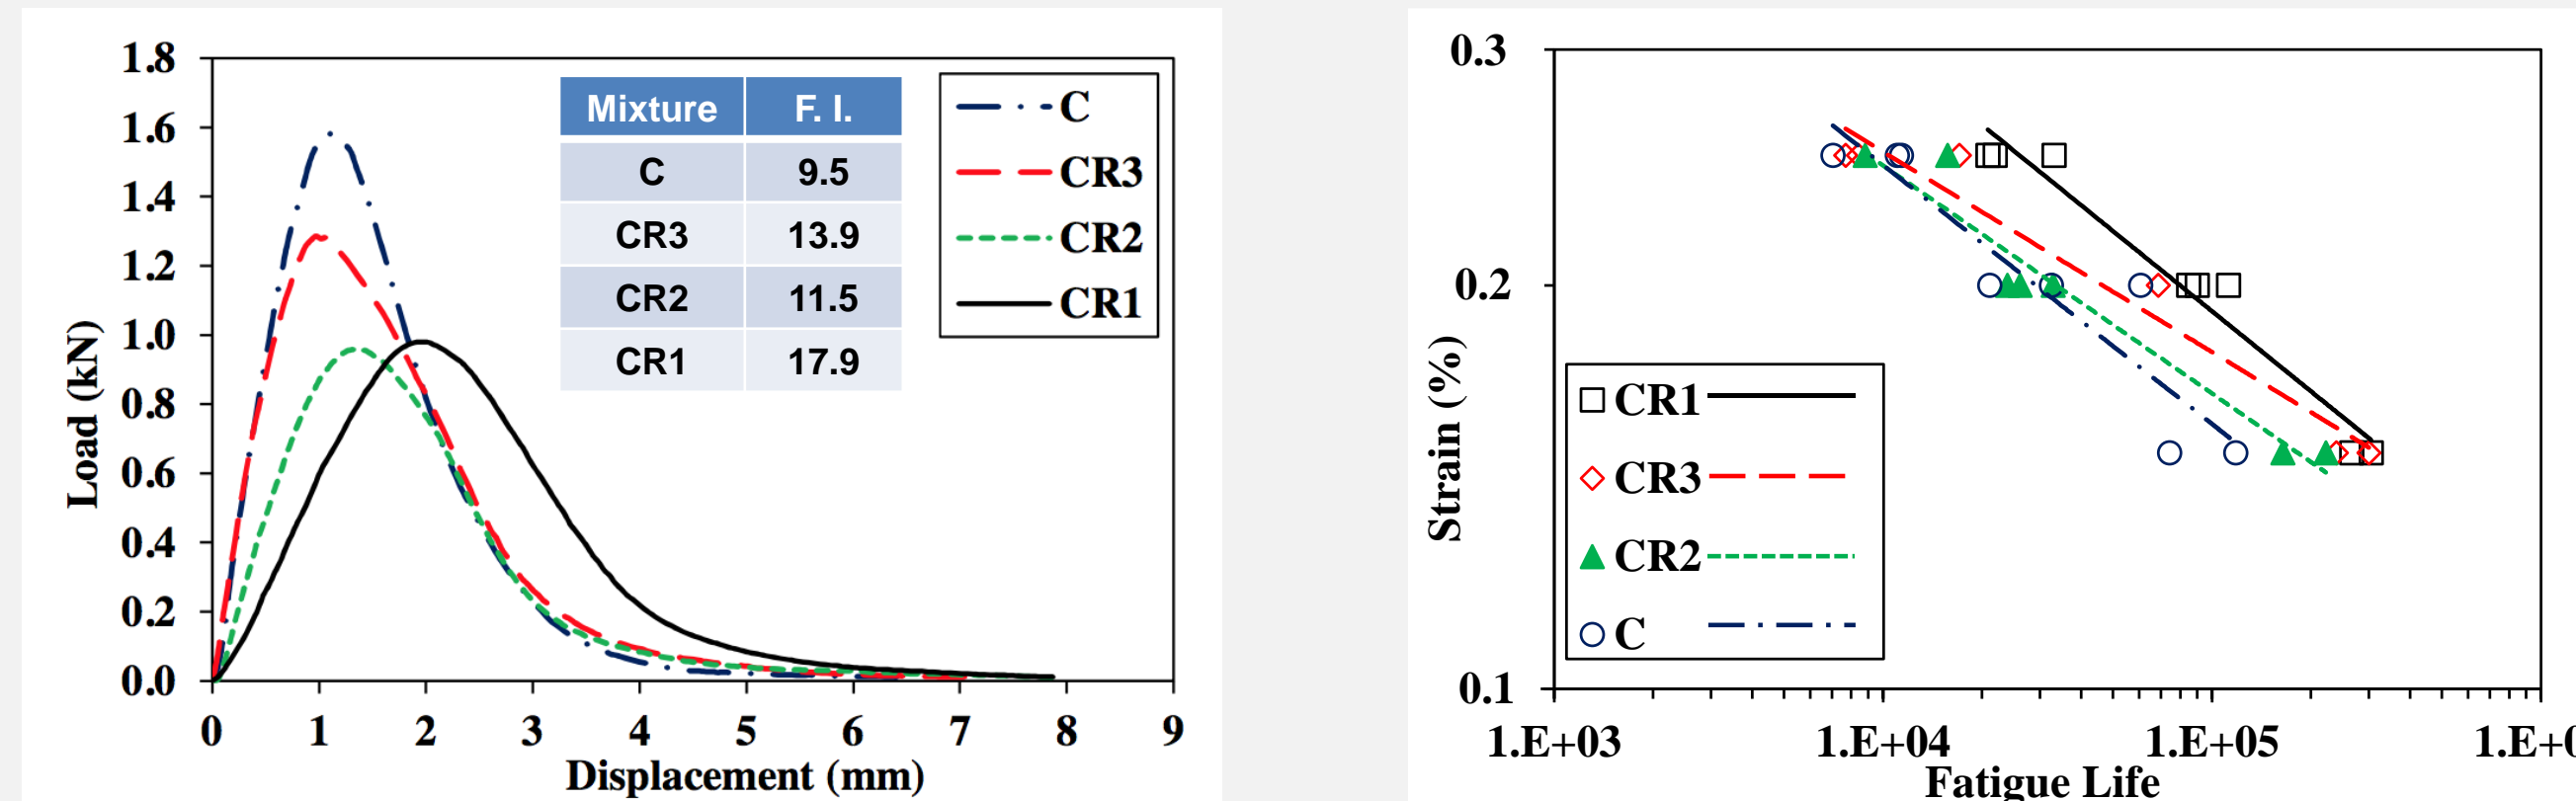 1.8
1.6
1.4
1.2
1.0
0.8
0.6
0.4
0.2
0.0
Load (kN)
0 1 2 3 4 5 6 7 8 9
Displacement (mm)
Mixture F. I.
C 9.5
CR3 13.9
CR2 11.5
CR1 17.9
C
CR3
CR2
CR1
0.3
0.2
0.1
Strain (%)
CR1
CR3
CR2
C
1.E+03 1.E+04 1.E+05 1.E+0
Fatigue Life